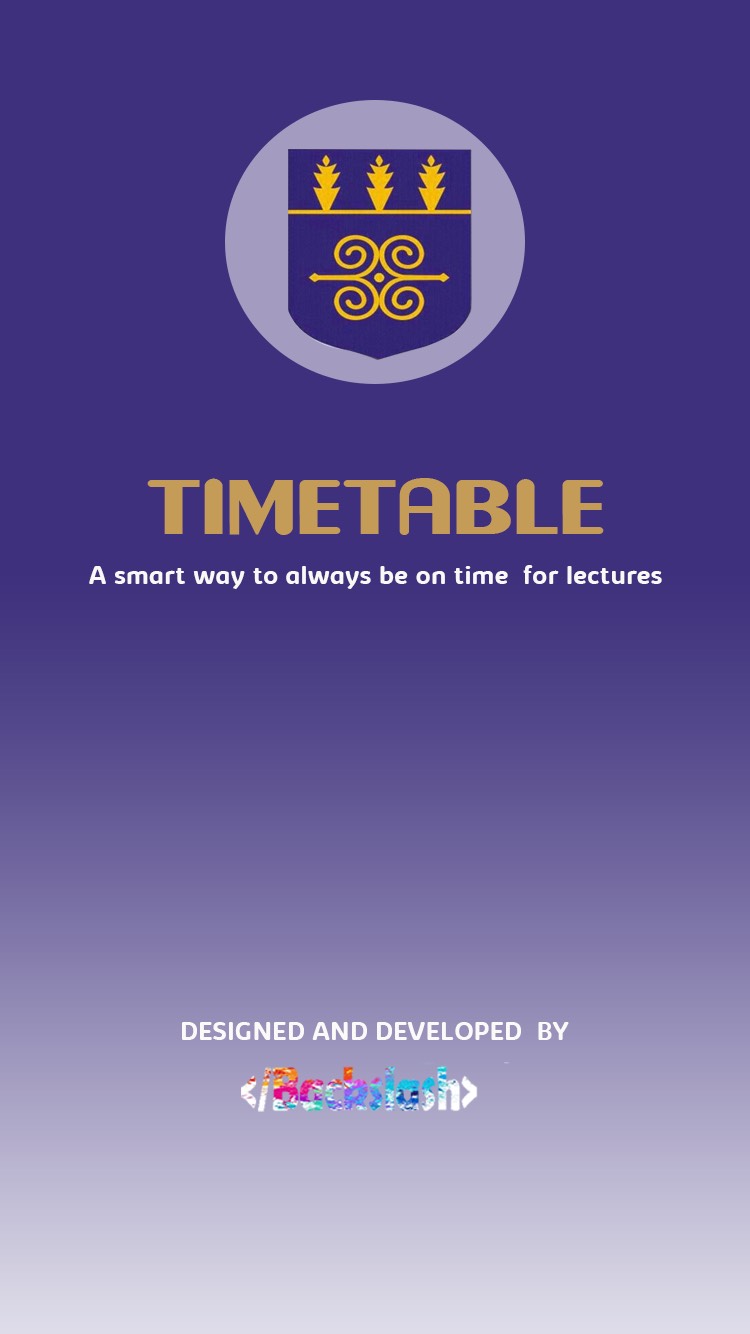 TIMETABLE
A smart way to always be on time for lectures
DESIGNED AND DEVELOPED BY
</Backslash>